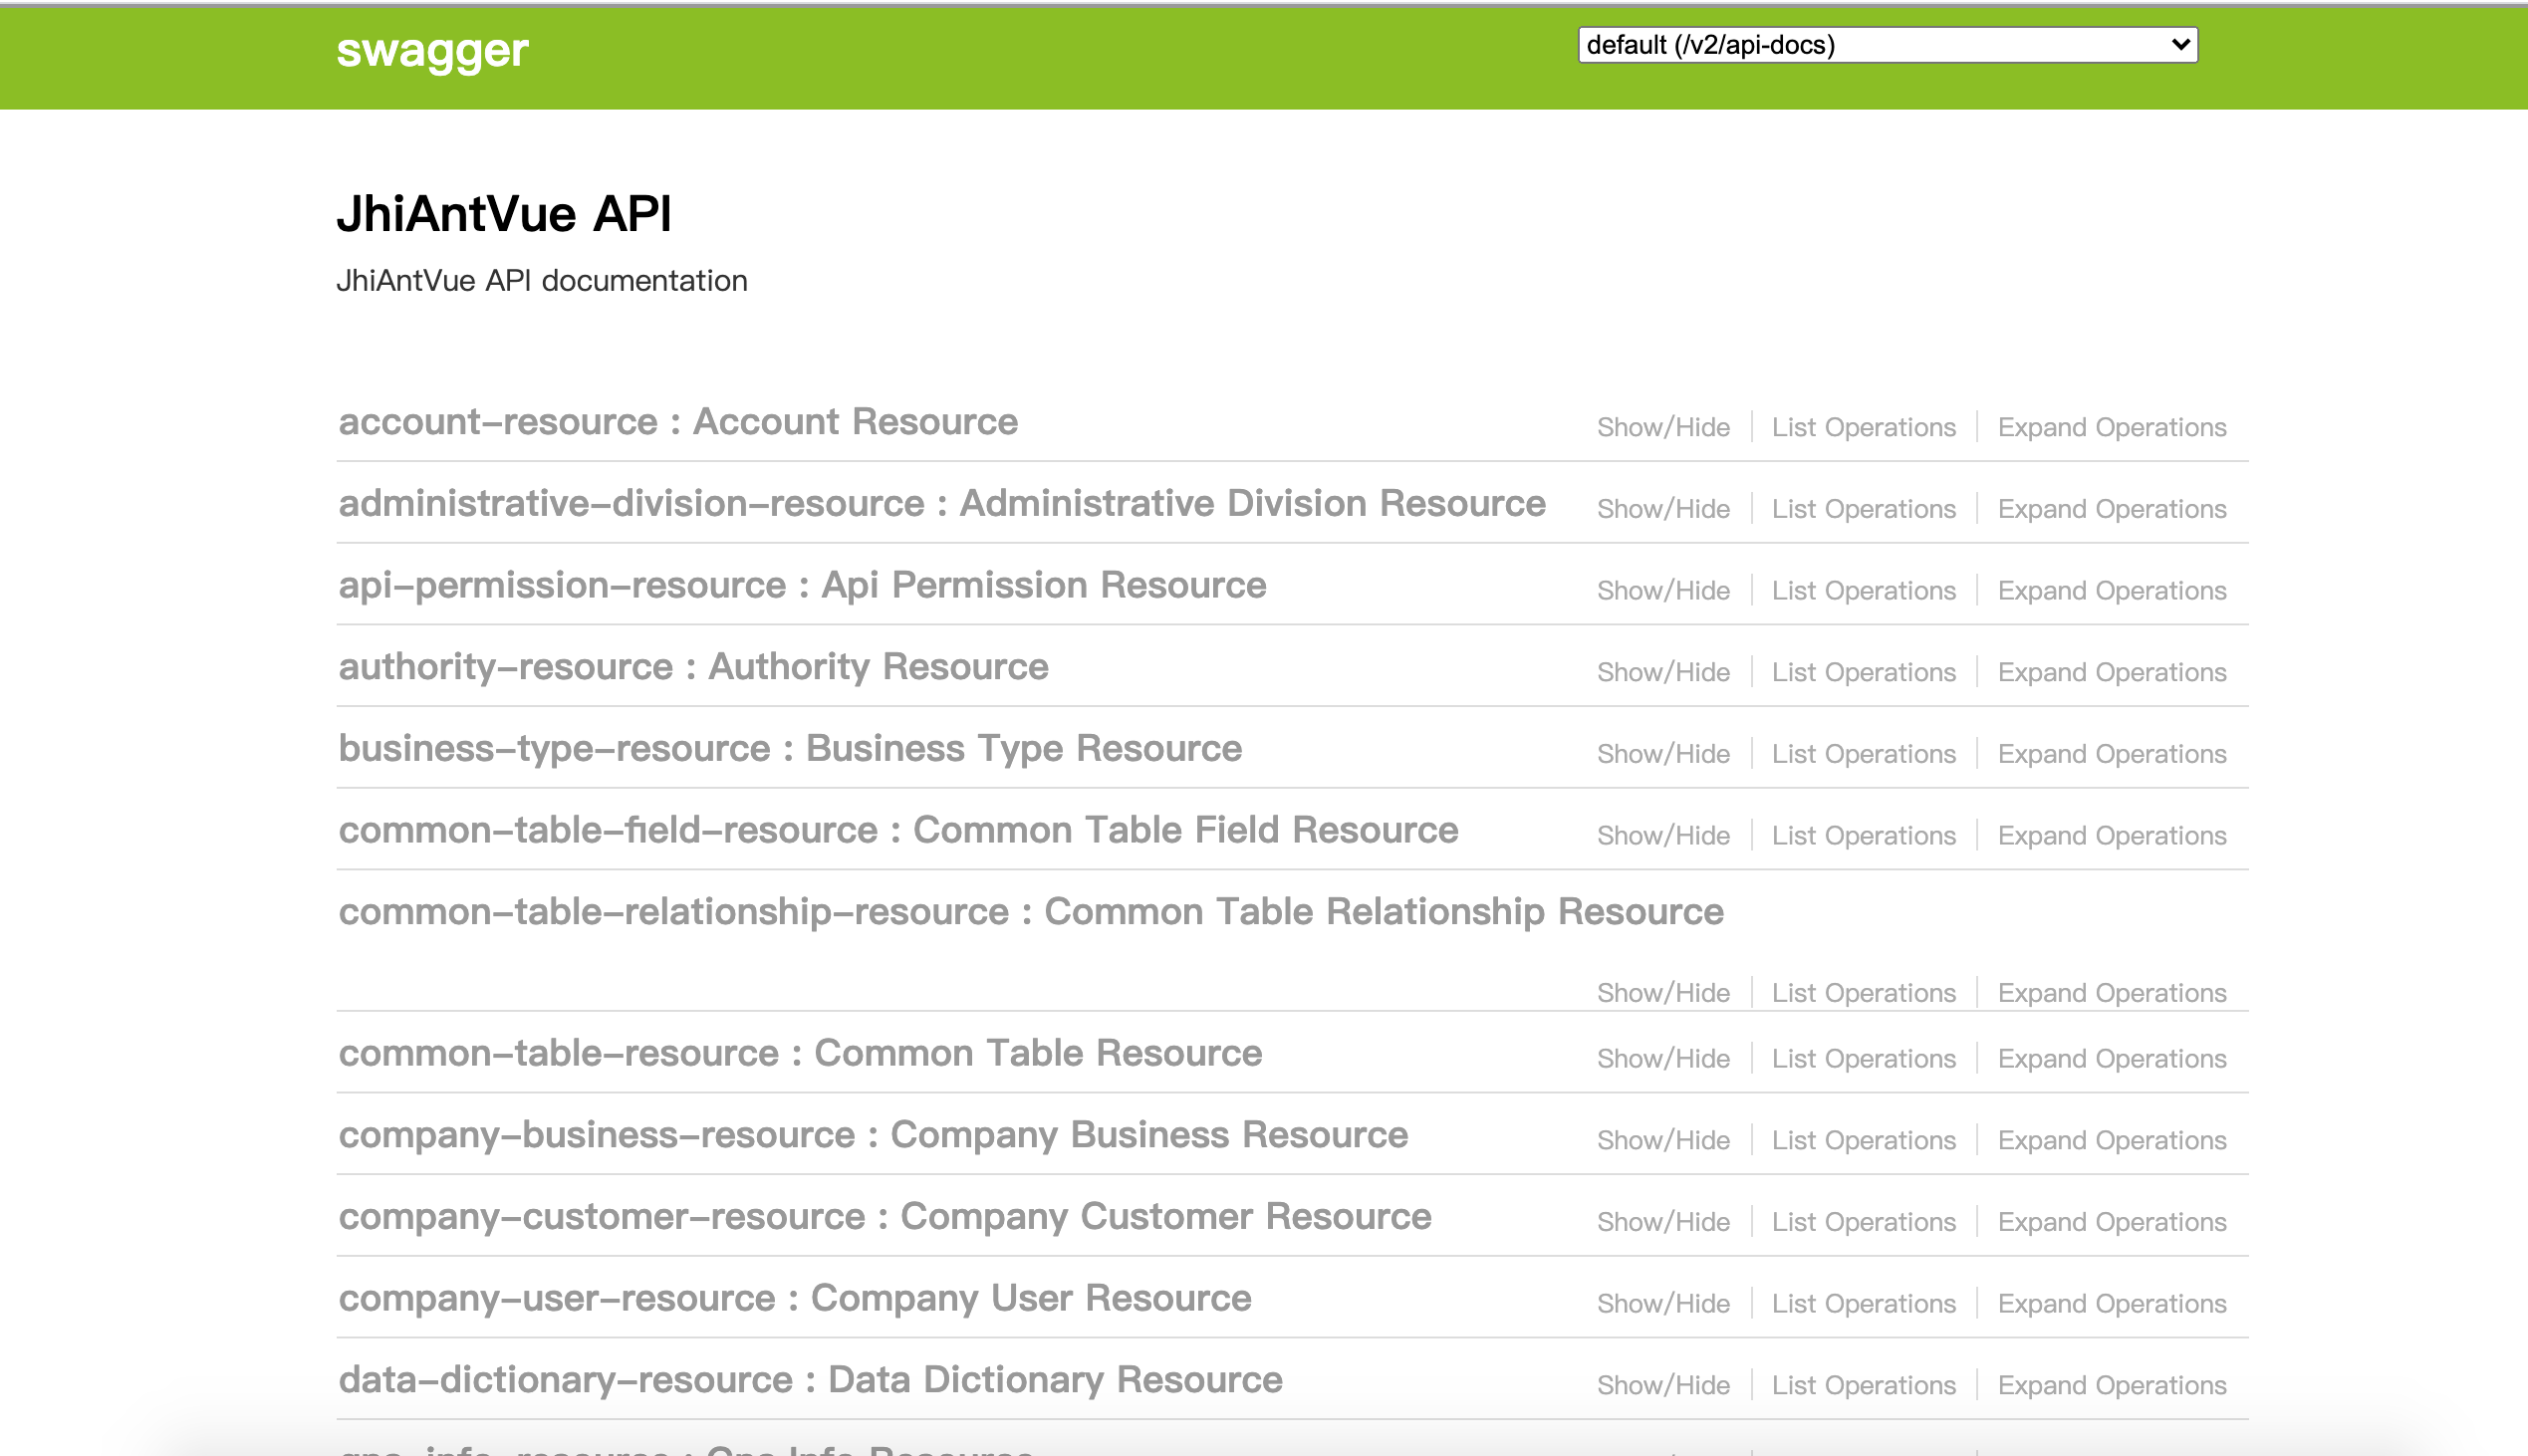 swagger
default (/v2/api-docs)
JhiAntVue API
JhiAntVue API documentation
account-resource : Account Resource Show/Hide List Operations Expand Operations
administrative-division-resource : Administrative Division Resource Show/Hide List Operations Expand Operations
api-permission-resource : Api Permission Resource Show/Hide List Operations Expand Operations
authority-resource : Authority Resource Show/Hide List Operations Expand Operations
business-type-resource : Business Type Resource Show/Hide List Operations Expand Operations
common-table-field-resource : Common Table Field Resource Show/Hide List Operations Expand Operations
common-table-relationship-resource : Common Table Relationship Resource
Show/Hide List Operations Expand Operations
common-table-resource : Common Table Resource Show/Hide List Operations Expand Operations
company-business-resource : Company Business Resource Show/Hide List Operations Expand Operations
company-customer-resource : Company Customer Resource Show/Hide List Operations Expand Operations
company-user-resource : Company User Resource Show/Hide List Operations Expand Operations
data-dictionary-resource : Data Dictionary Resource Show/Hide List Operations Expand Operations